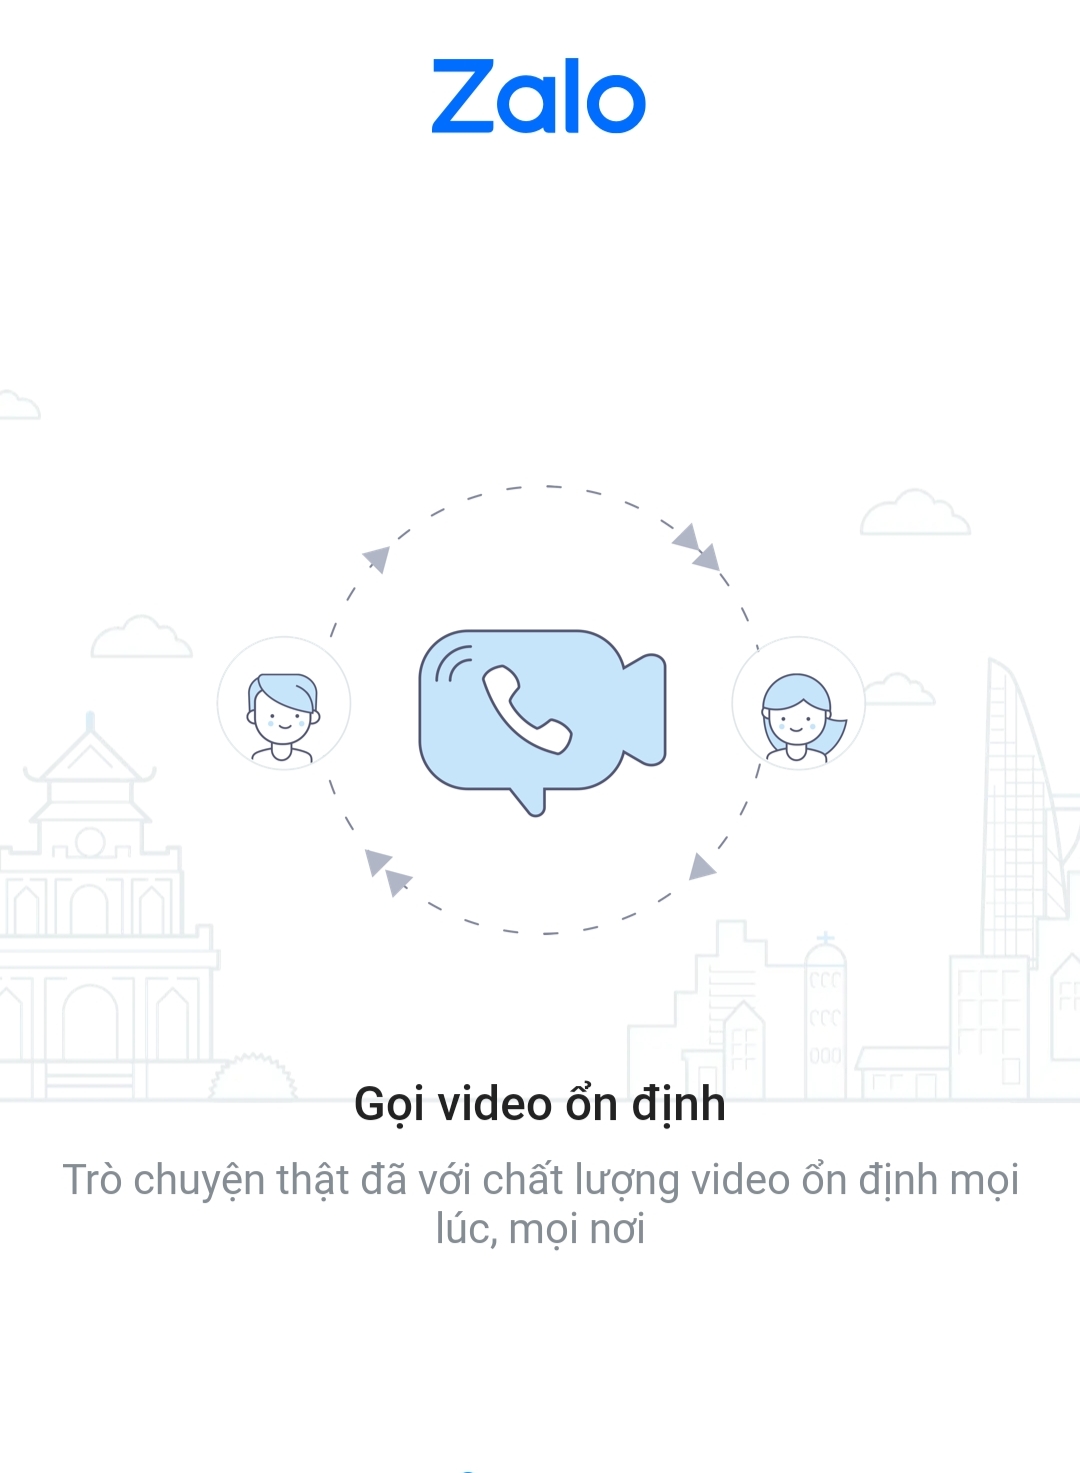 Zalo
Gọi video ổn định
Trò chuyện thật đã với chất lượng video ổn định mọi
lúc, mọi nơi